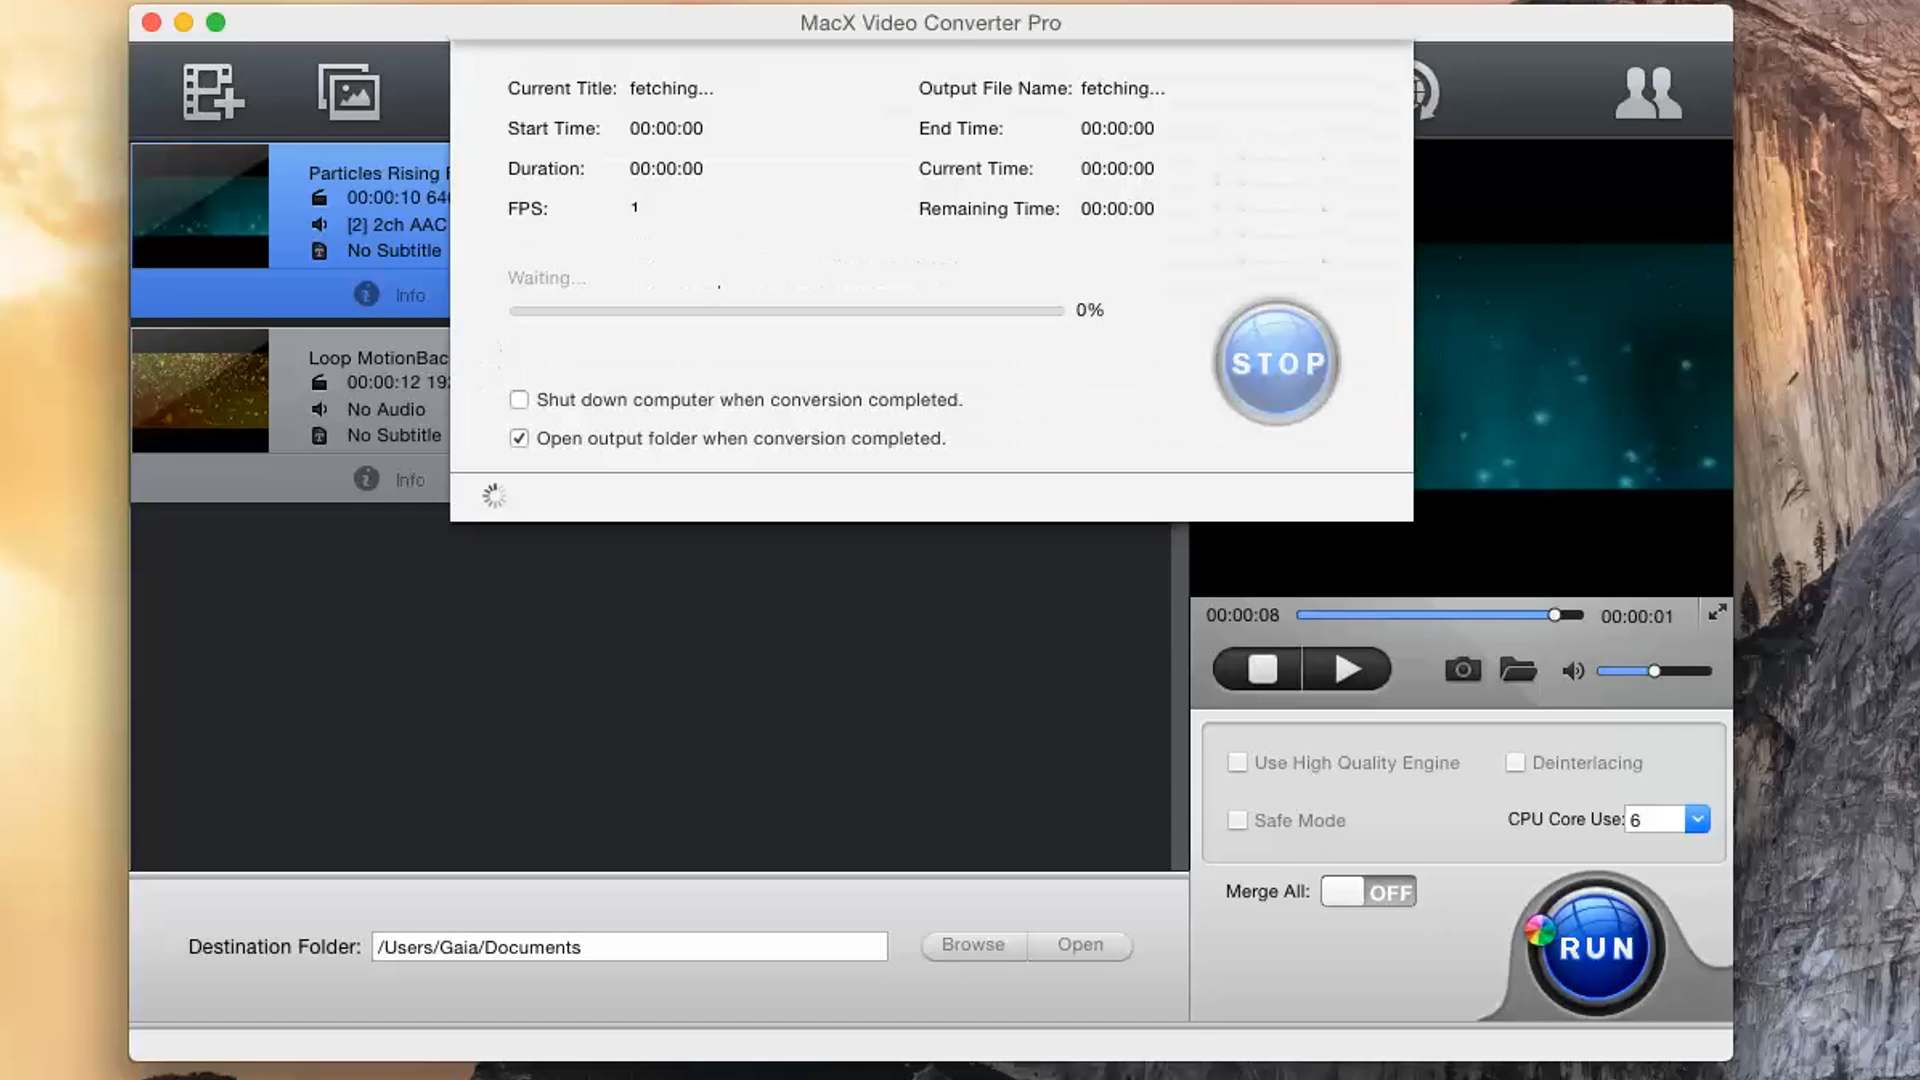 MacX Video Converter Pro
Current Title: fetching...
Output File Name: fetching...
Start Time: 00:00:00
End Time: 00:00:00
Duration: 00:00:00
Current Time: 00:00:00
FPS: 1
Remaining Time: 00:00:00
Waiting...
0%
STOP
Shut down computer when conversion completed.
Open output folder when conversion completed.
Particles Rising
00:00:10
[2] 2ch AAC
No Subtitle
Info
Loop MotionBac
00:00:12
No Audio
No Subtitle
Info
00:00:08
00:00:01
Use High Quality Engine
Deinterlacing
Safe Mode
CPU Core Use: 6
Merge All: OFF
RUN
Destination Folder: /Users/Gaia/Documents
Browse
Open